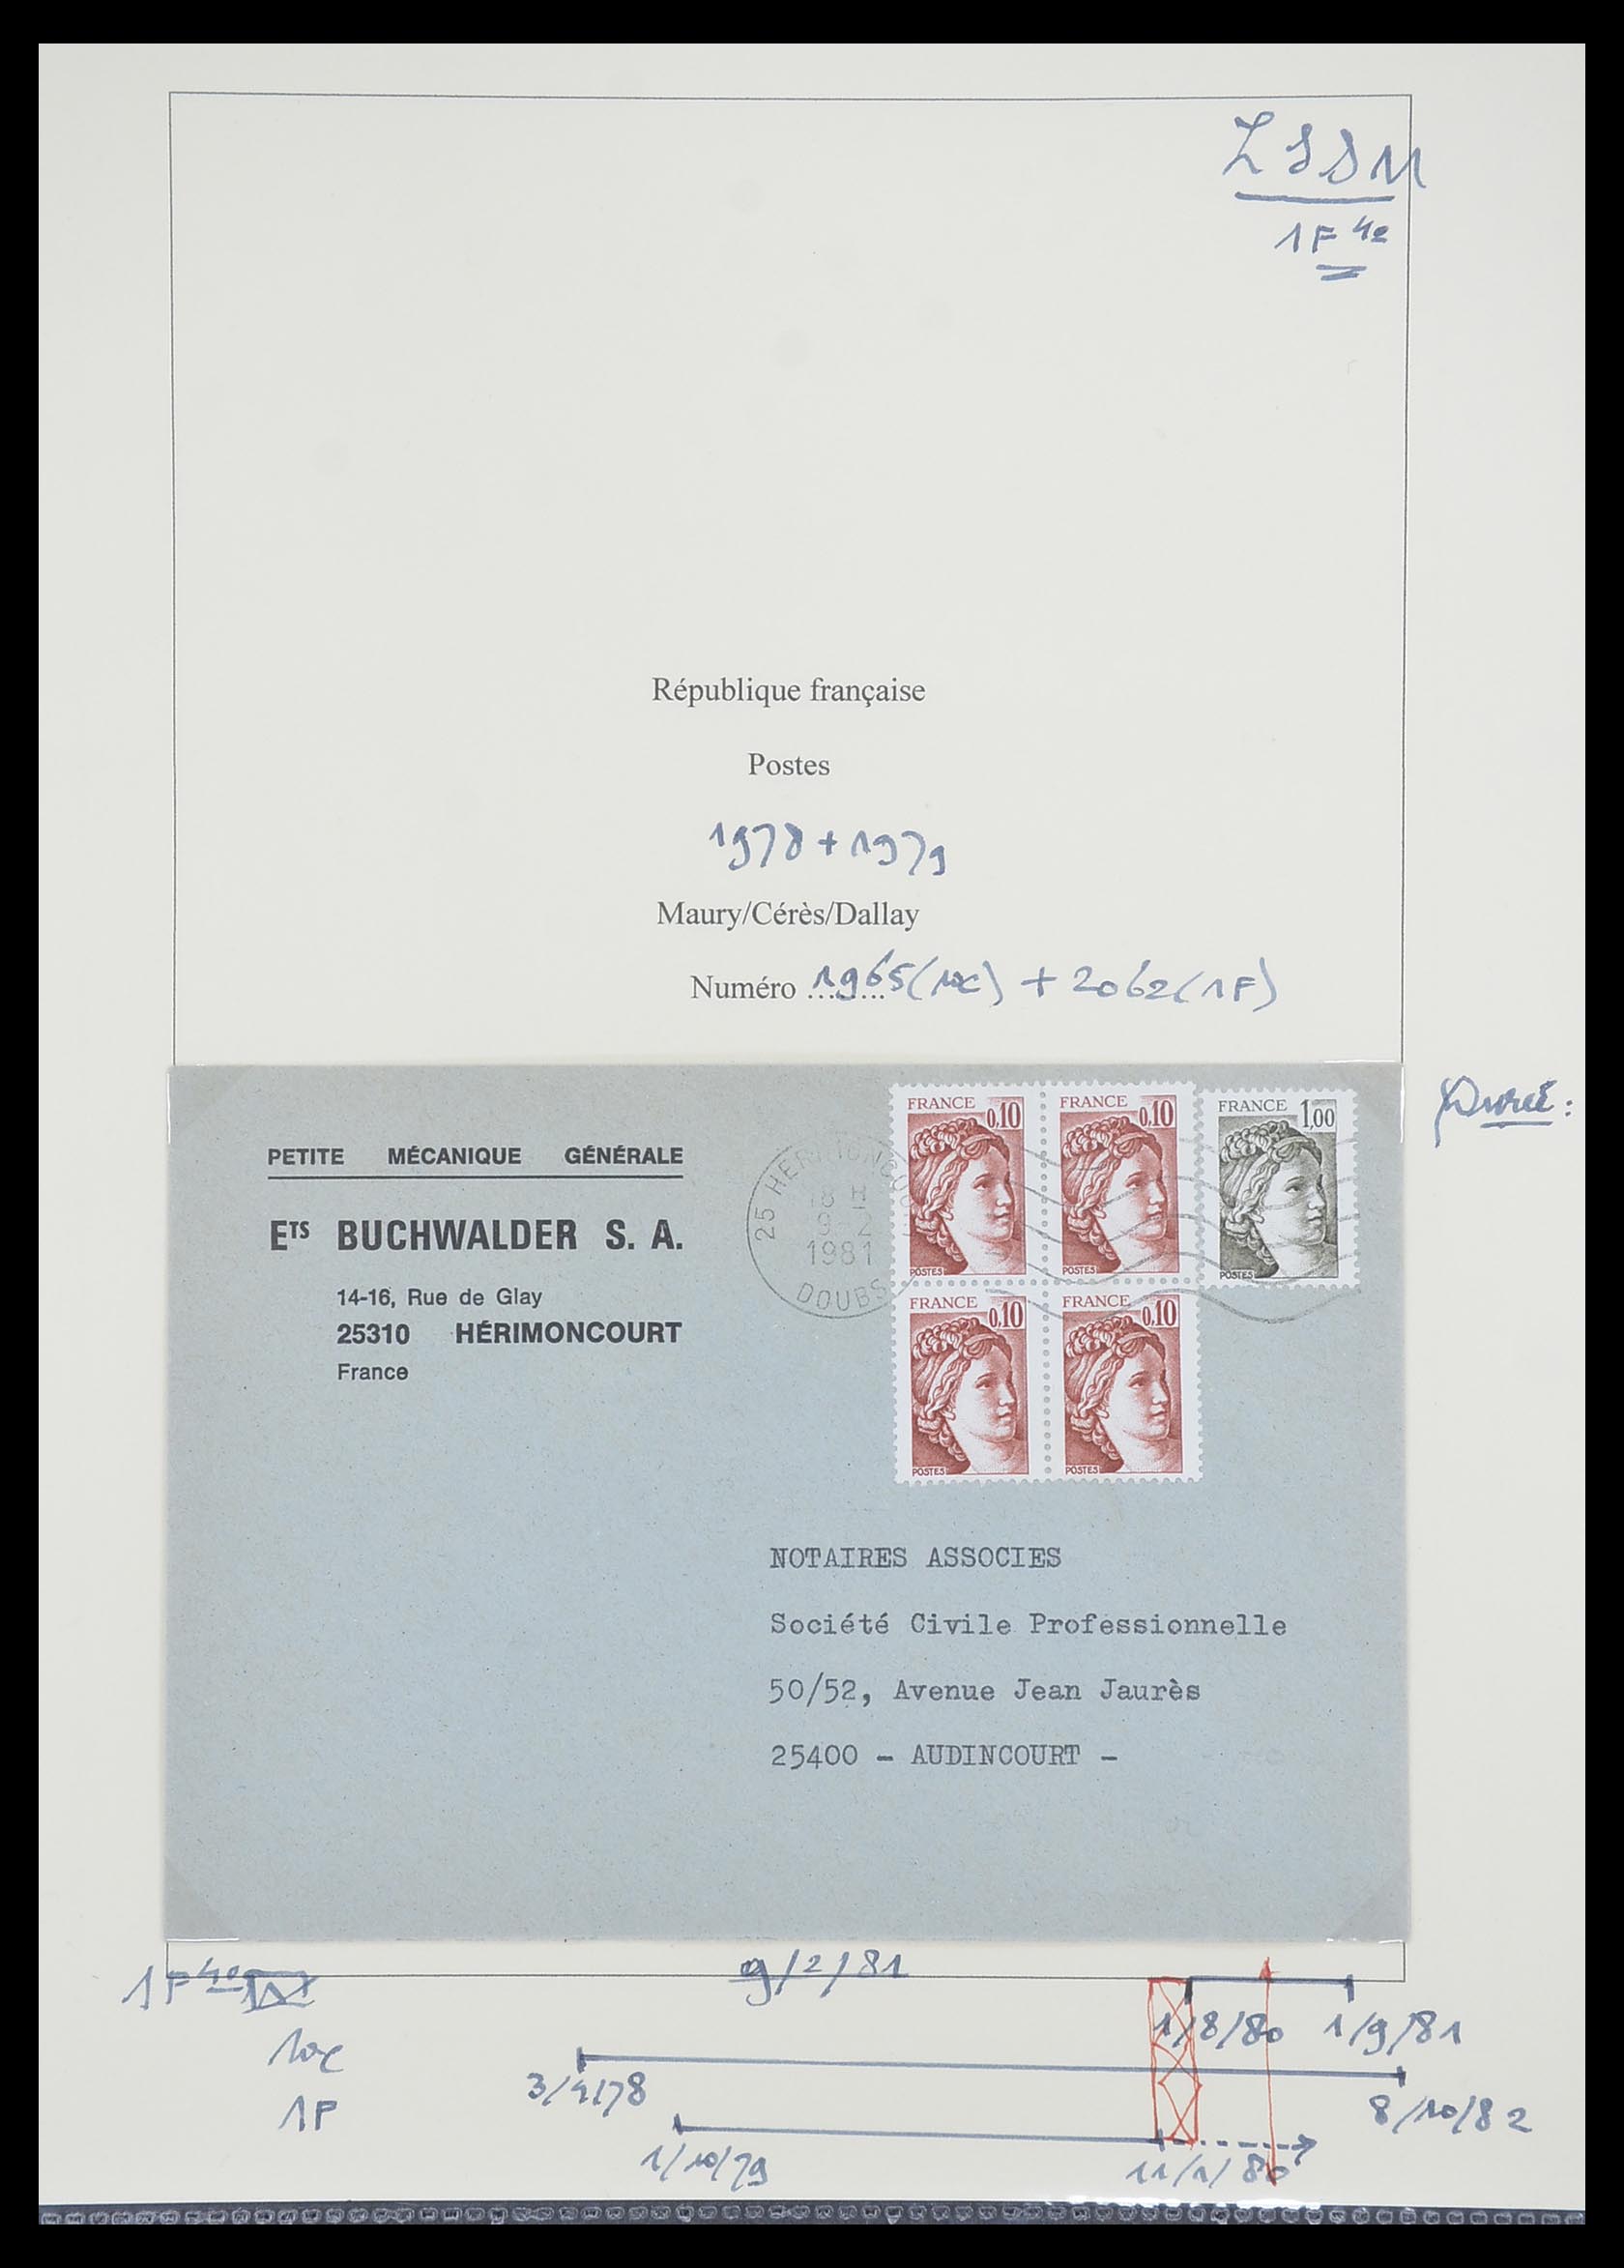 1F 40
République française
Postes
1978 + 1979
Maury/Cérès/Dallay
Numéro ......... 1965 (10c) + 2062 (1F)
Durée :
PETITE MÉCANIQUE GÉNÉRALE
ETS BUCHWALDER S. A.
14-16, Rue de Glay
25310 HÉRIMONCOURT
France
25 HERIMONCOURT
18 H
9-2
1981
DOUBS
FRANCE 0,10
POSTES
FRANCE 0,10
POSTES
FRANCE 1,00
POSTES
FRANCE 0,10
POSTES
FRANCE 0,10
POSTES
NOTAIRES ASSOCIES
Société Civile Professionnelle
50/52, Avenue Jean Jaurès
25400 - AUDINCOURT -
9/2/81
1F 40
1/8/80 1/9/81
10c
3/4/78
8/10/82
1F
1/10/79
11/1/80